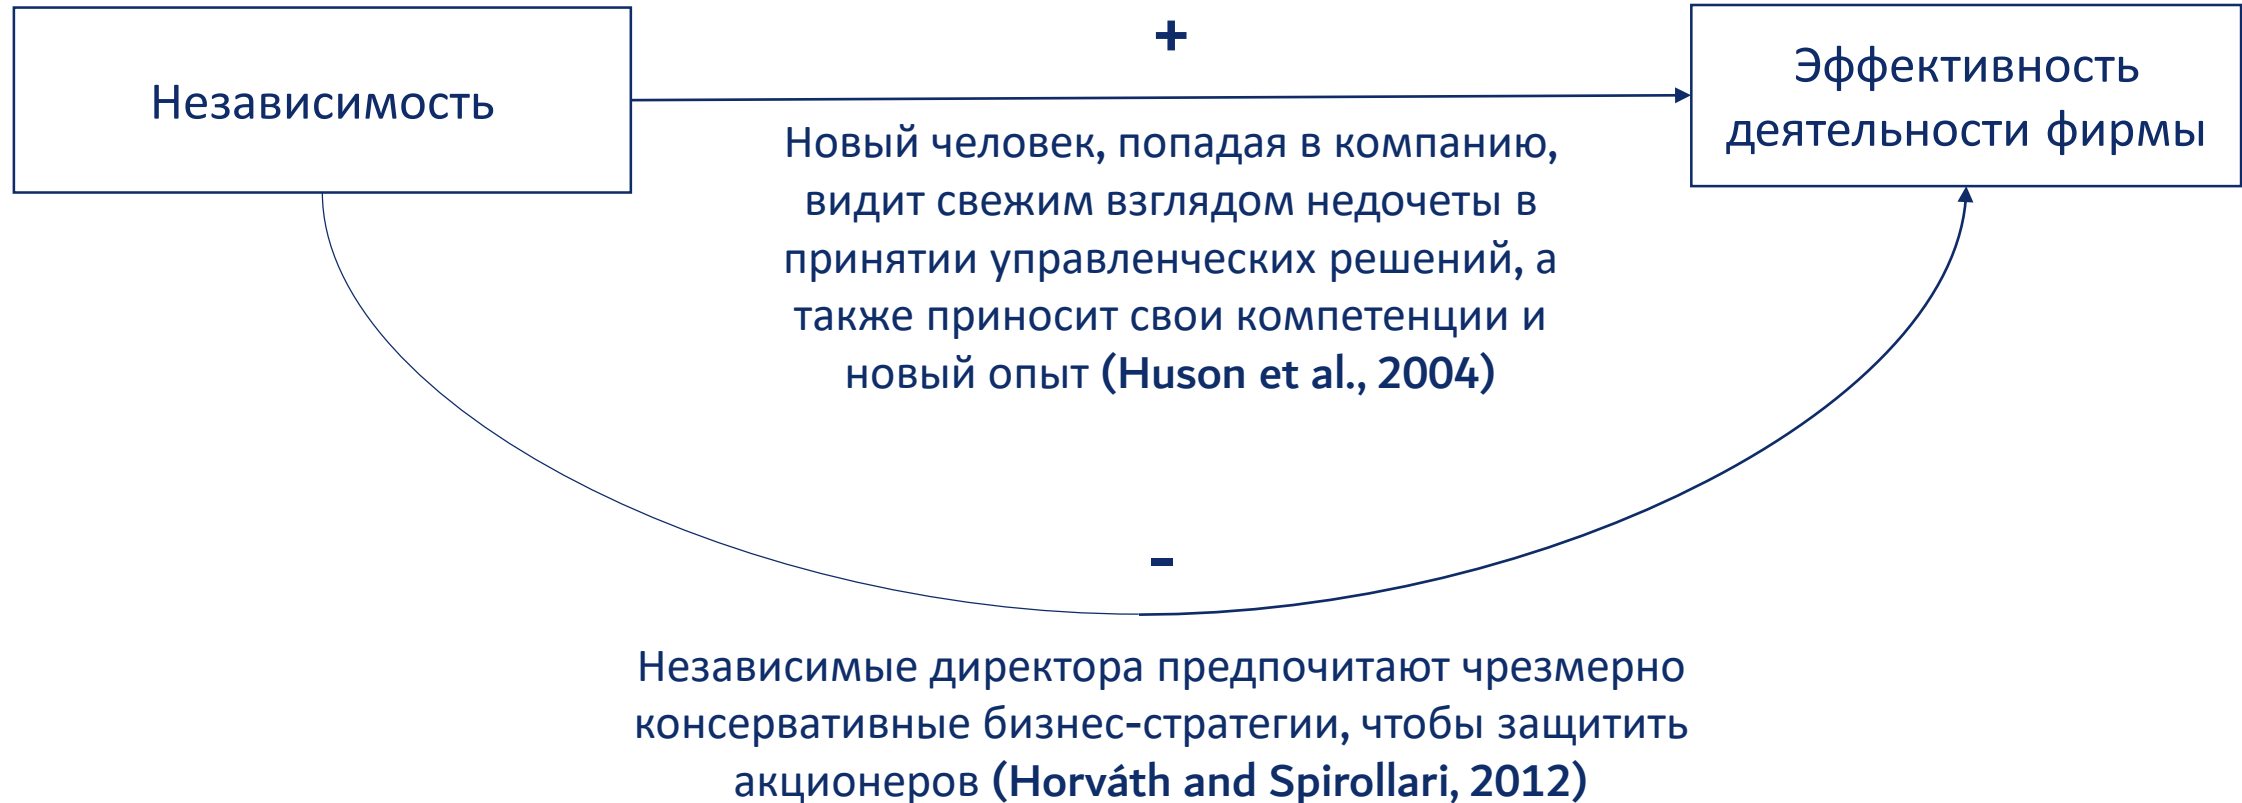 Независимость
+
Эффективность
деятельности фирмы
Новый человек, попадая в компанию,
видит свежим взглядом недочеты в
принятии управленческих решений, а
также приносит свои компетенции и
новый опыт (Huson et al., 2004)
-
Независимые директора предпочитают чрезмерно
консервативные бизнес-стратегии, чтобы защитить
акционеров (Horváth and Spirollari, 2012)